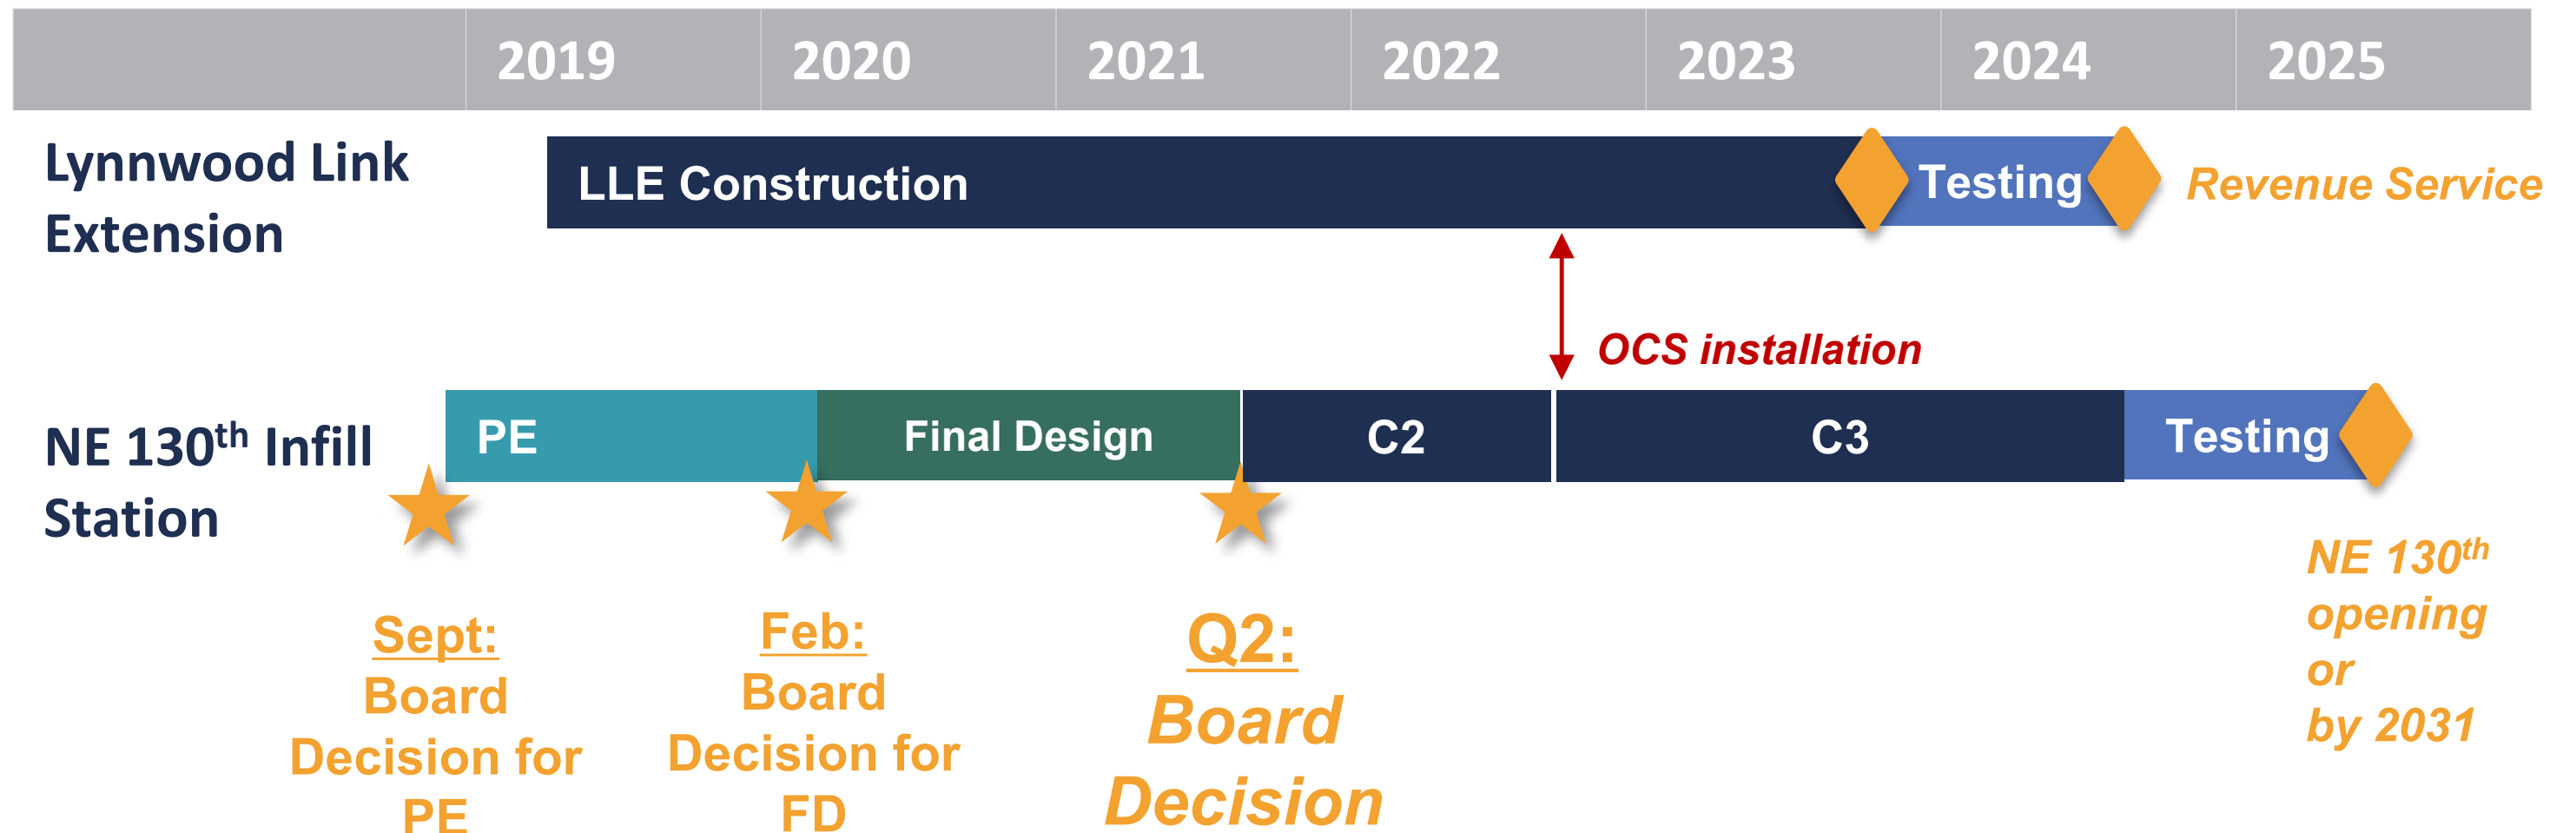 2019 2020 2021 2022 2023 2024 2025
Lynnwood Link
Extension
LLE Construction
Testing
Revenue Service
OCS installation
NE 130th Infill
Station
PE
Final Design
C2
C3
Testing
Sept:
Board
Decision for
PE
Feb:
Board
Decision for
FD
Q2:
Board
Decision
NE 130th
opening
or
by 2031